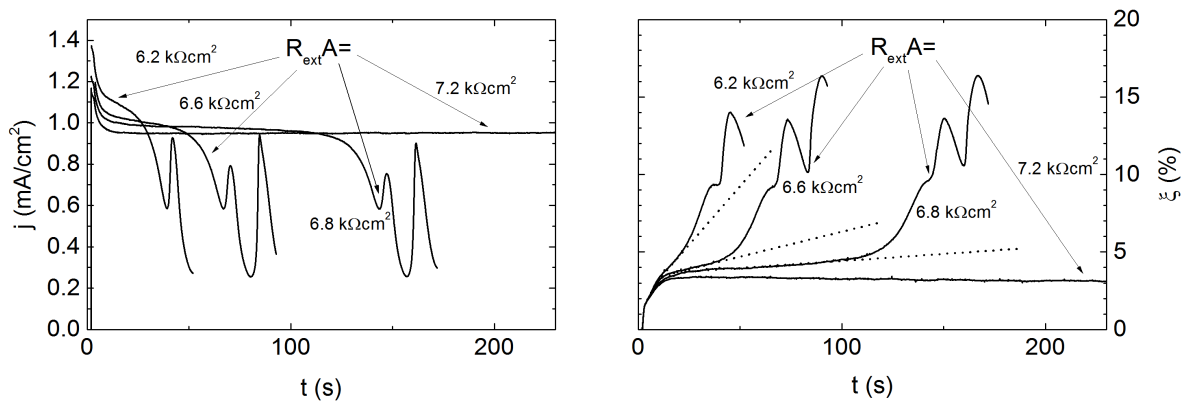 1.4
1.2
1.0
0.8
0.6
0.4
0.2
0.0
j (mA/cm²)
0
100
200
t (s)
R_ext A=
6.2 kΩcm²
6.6 kΩcm²
7.2 kΩcm²
6.8 kΩcm²
R_ext A=
6.2 kΩcm²
7.2 kΩcm²
6.6 kΩcm²
6.8 kΩcm²
20
15
10
5
0
ξ (%)
0
100
200
t (s)